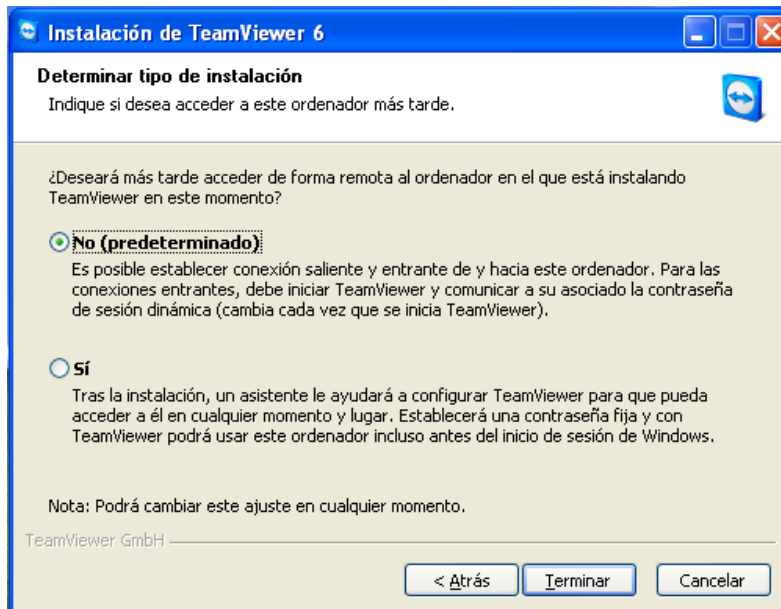 Instalación de TeamViewer 6
Determinar tipo de instalación
Indique si desea acceder a este ordenador más tarde.
¿Deseará más tarde acceder de forma remota al ordenador en el que está instalando
TeamViewer en este momento?
No (predeterminado)
Es posible establecer conexión saliente y entrante de y hacia este ordenador. Para las
conexiones entrantes, debe iniciar TeamViewer y comunicar a su asociado la contraseña
de sesión dinámica (cambia cada vez que se inicia TeamViewer).
Sí
Tras la instalación, un asistente le ayudará a configurar TeamViewer para que pueda
acceder a él en cualquier momento y lugar. Establecerá una contraseña fija y con
TeamViewer podrá usar este ordenador incluso antes del inicio de sesión de Windows.
Nota: Podrá cambiar este ajuste en cualquier momento.
TeamViewer GmbH
< Atrás Terminar Cancelar